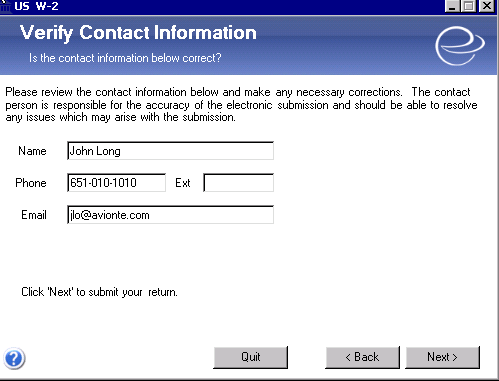 US W-2
Verify Contact Information
Is the contact information below correct?
Please review the contact information below and make any necessary corrections. The contact
person is responsible for the accuracy of the electronic submission and should be able to resolve
any issues which may arise with the submission.
Name John Long
Phone 651-010-1010 Ext
Email jlo@avionte.com
Click 'Next' to submit your return.
? Quit < Back Next >